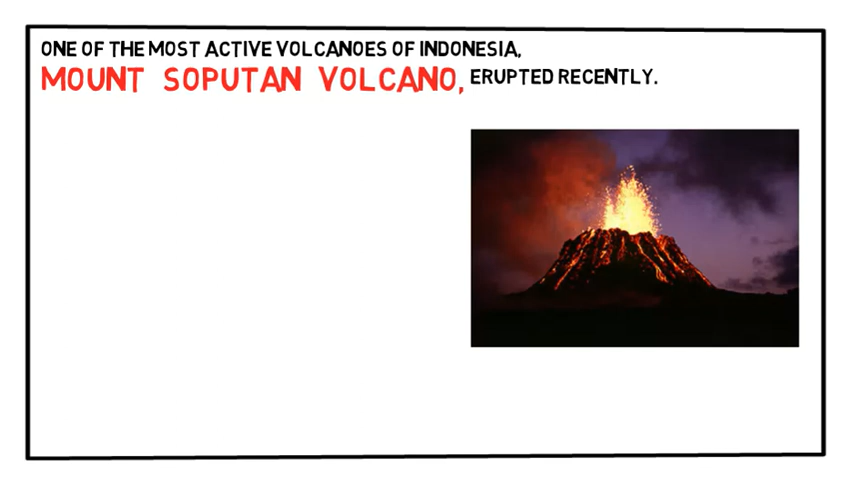 ONE OF THE MOST ACTIVE VOLCANOES OF INDONESIA,
MOUNT SOPUTAN VOLCANO, ERUPTED RECENTLY.